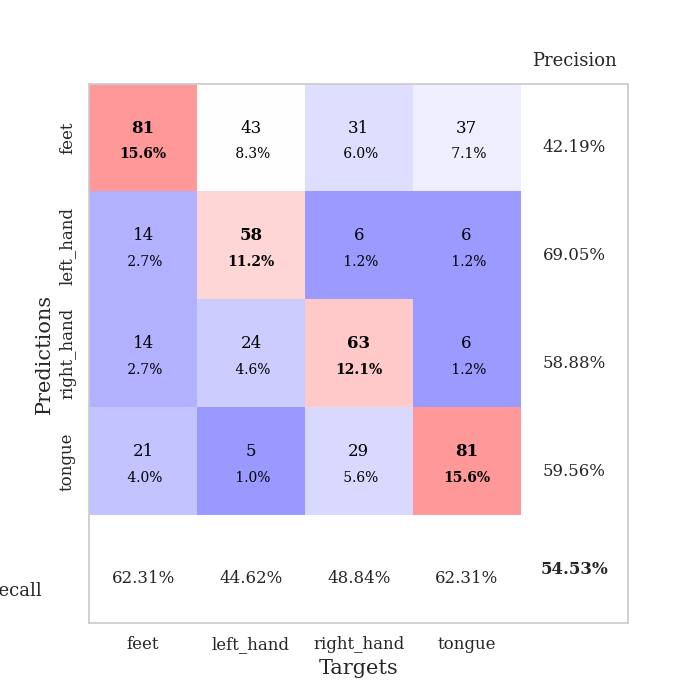 Precision
feet
81 43 31 37 42.19%
15.6% 8.3% 6.0% 7.1%
left_hand
14 58 6 6 69.05%
2.7% 11.2% 1.2% 1.2%
Predictions
right_hand
14 24 63 6 58.88%
2.7% 4.6% 12.1% 1.2%
tongue
21 5 29 81 59.56%
4.0% 1.0% 5.6% 15.6%
ecall
62.31% 44.62% 48.84% 62.31% 54.53%
feet left_hand right_hand tongue
Targets